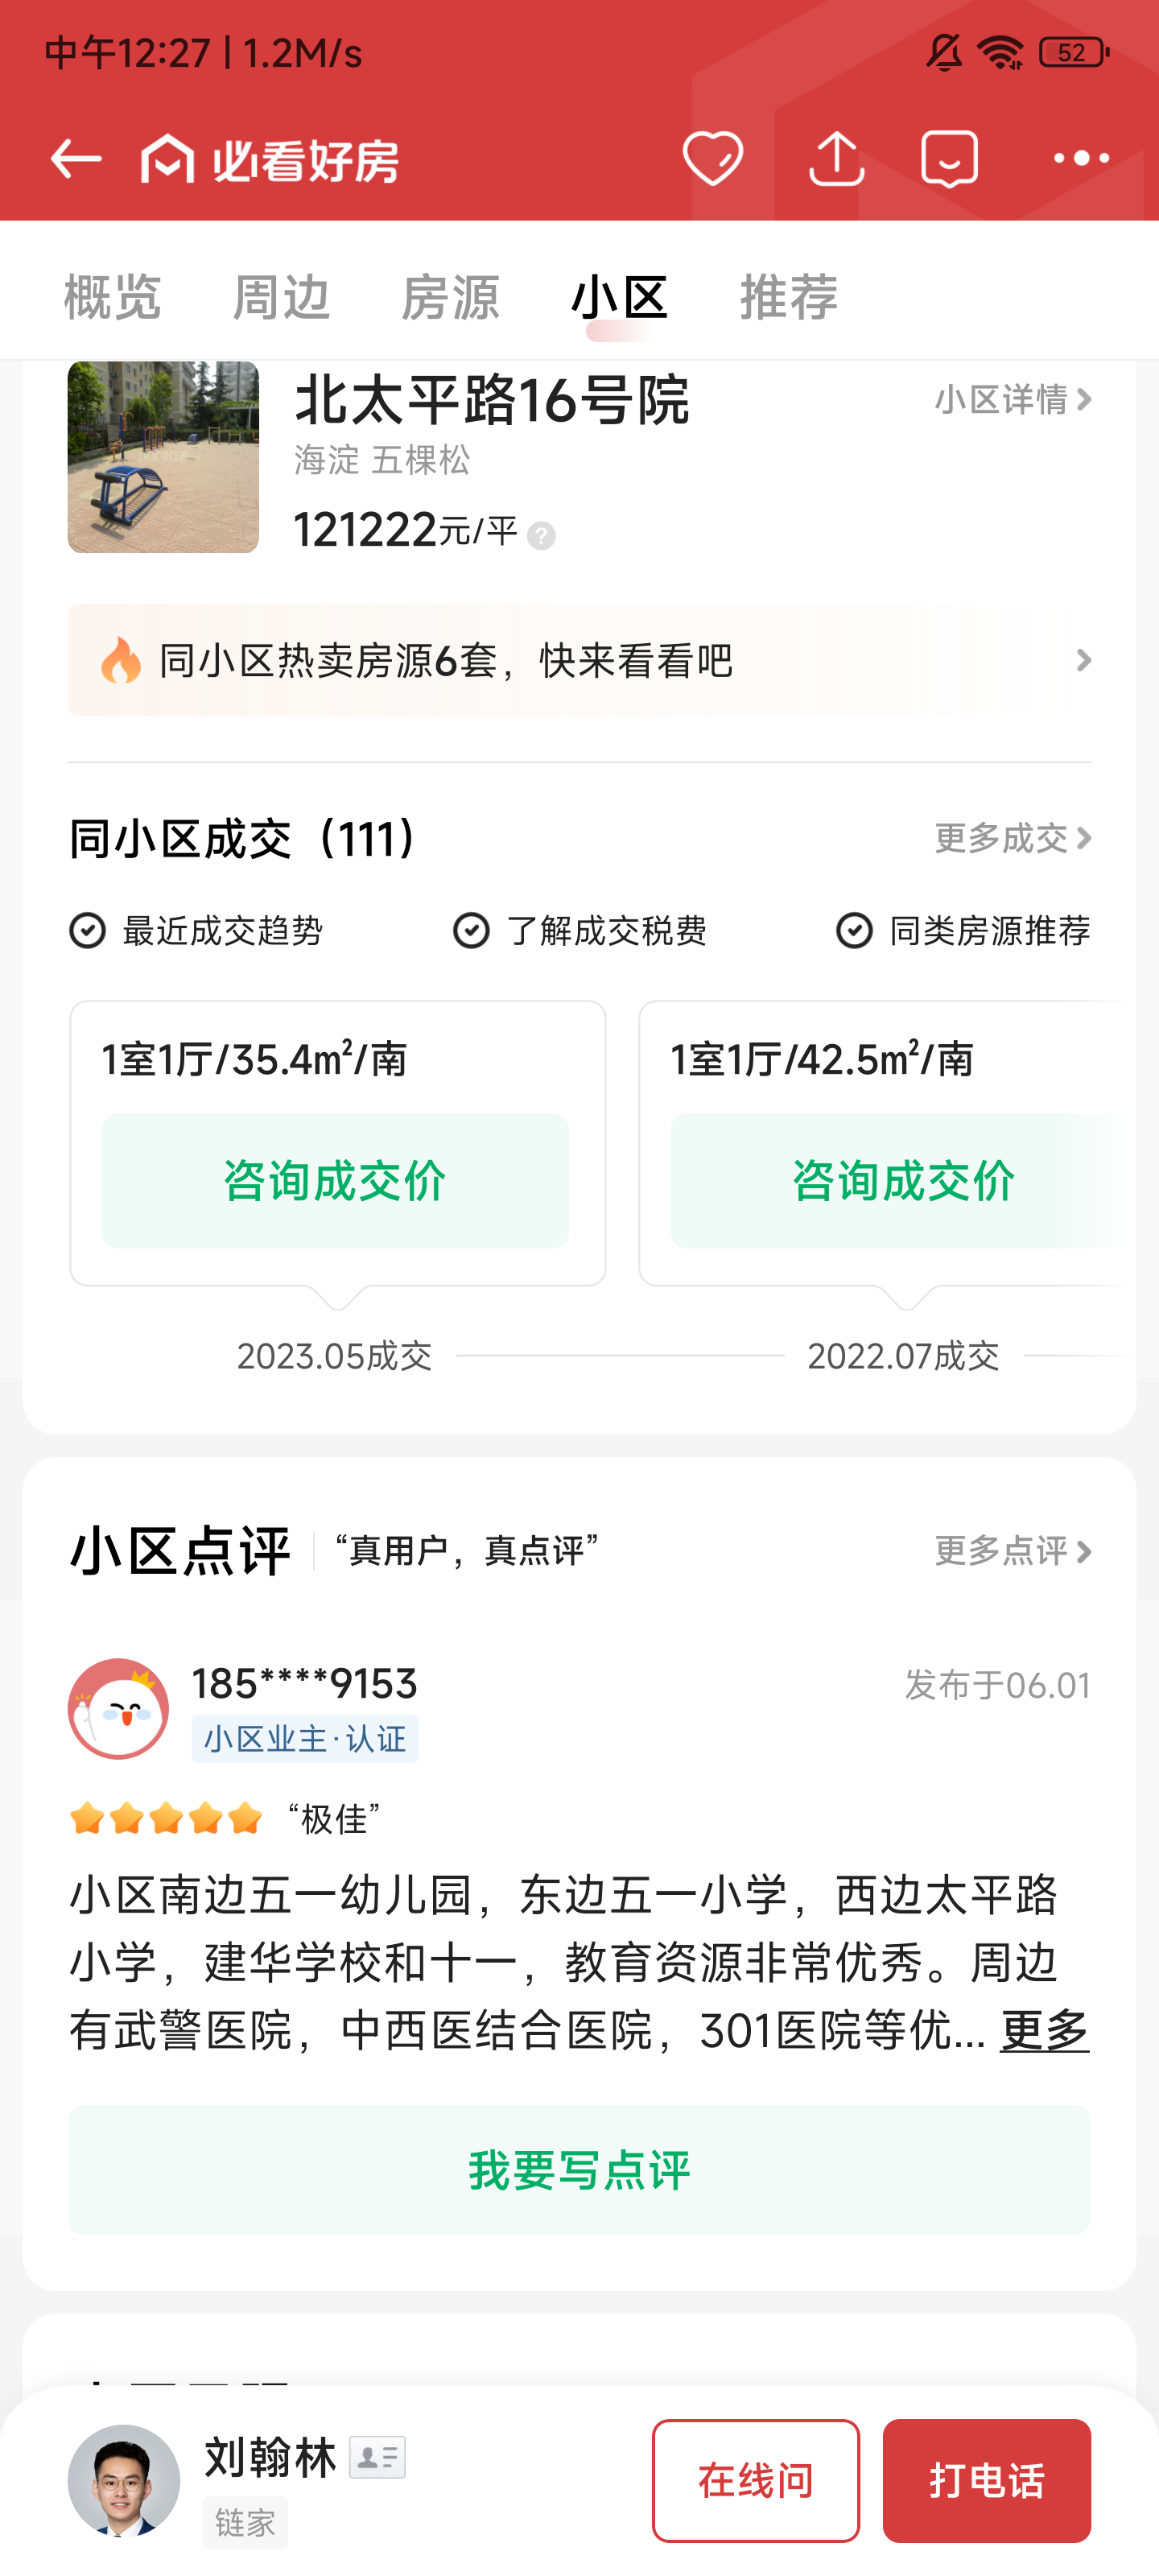 中午12:27 | 1.2M/s
52
必看好房
概览 周边 房源 小区 推荐
北太平路16号院
小区详情
海淀 五棵松
121222元/平
?
同小区热卖房源6套，快来看看吧
同小区成交（111）
更多成交
最近成交趋势 了解成交税费 同类房源推荐
1室1厅/35.4m²/南
咨询成交价
2023.05成交
1室1厅/42.5m²/南
咨询成交价
2022.07成交
小区点评
“真用户，真点评”
更多点评
185****9153
发布于06.01
小区业主·认证
“极佳”
小区南边五一幼儿园，东边五一小学，西边太平路
小学，建华学校和十一，教育资源非常优秀。周边
有武警医院，中西医结合医院，301医院等优... 更多
我要写点评
刘翰林
链家
在线问
打电话